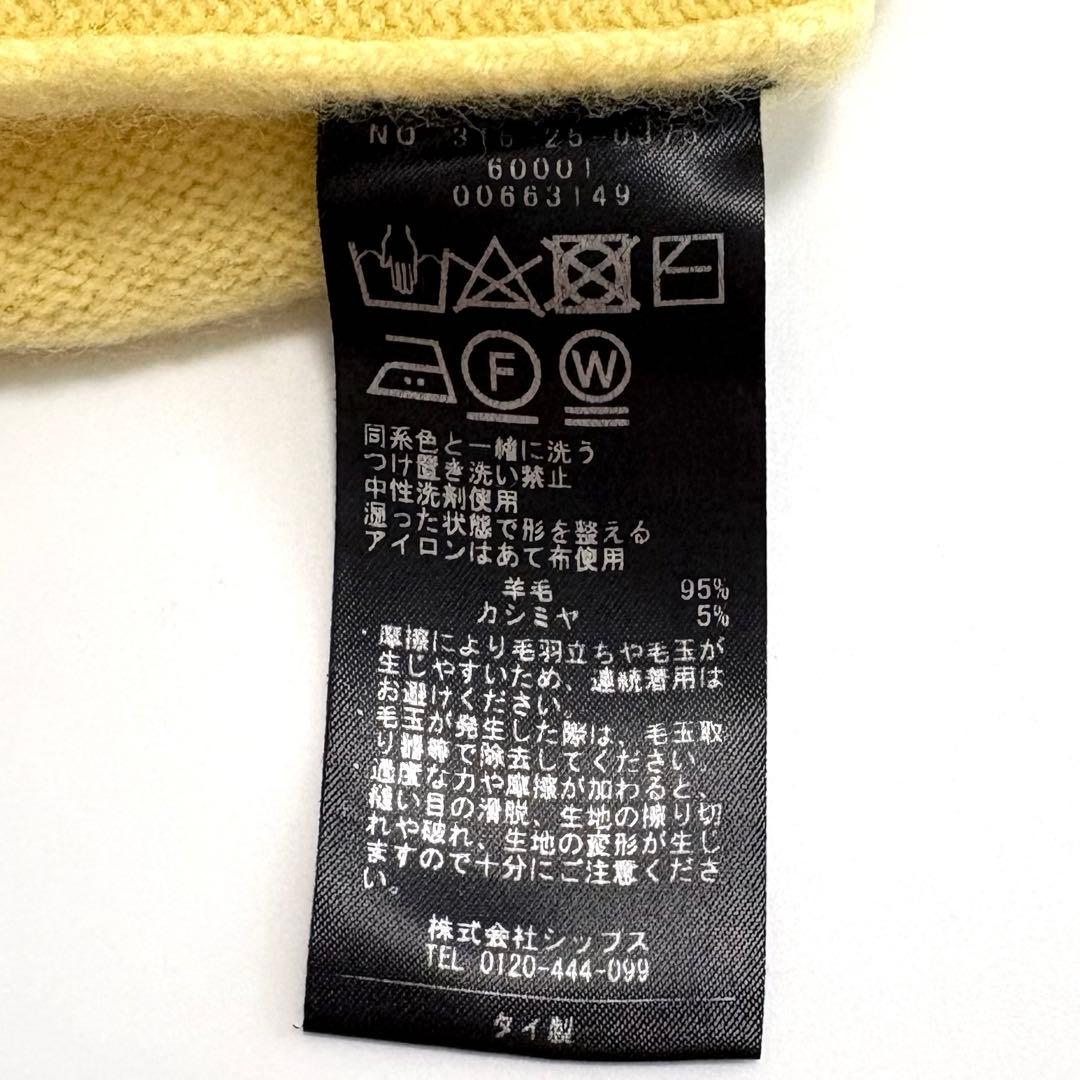 NO 316-25-0376
60001
00663149
F W
同系色と一緒に洗う
つけ置き洗い禁止
中性洗剤使用
湿った状態で形を整える
アイロンはあて布使用
羊毛 95%
カシミヤ 5%
・摩擦により毛羽立ちや毛玉が
生じやすいため、連続着用は
お避けください。
・毛玉が発生した際は、毛玉取
り器等で除去してください。
・過度な力や摩擦が加わると、
縫い目の滑脱、生地の擦り切
れや破れ、生地の変形が生じ
ますので十分にご注意くださ
い。
株式会社シップス
TEL 0120-444-099
タイ製